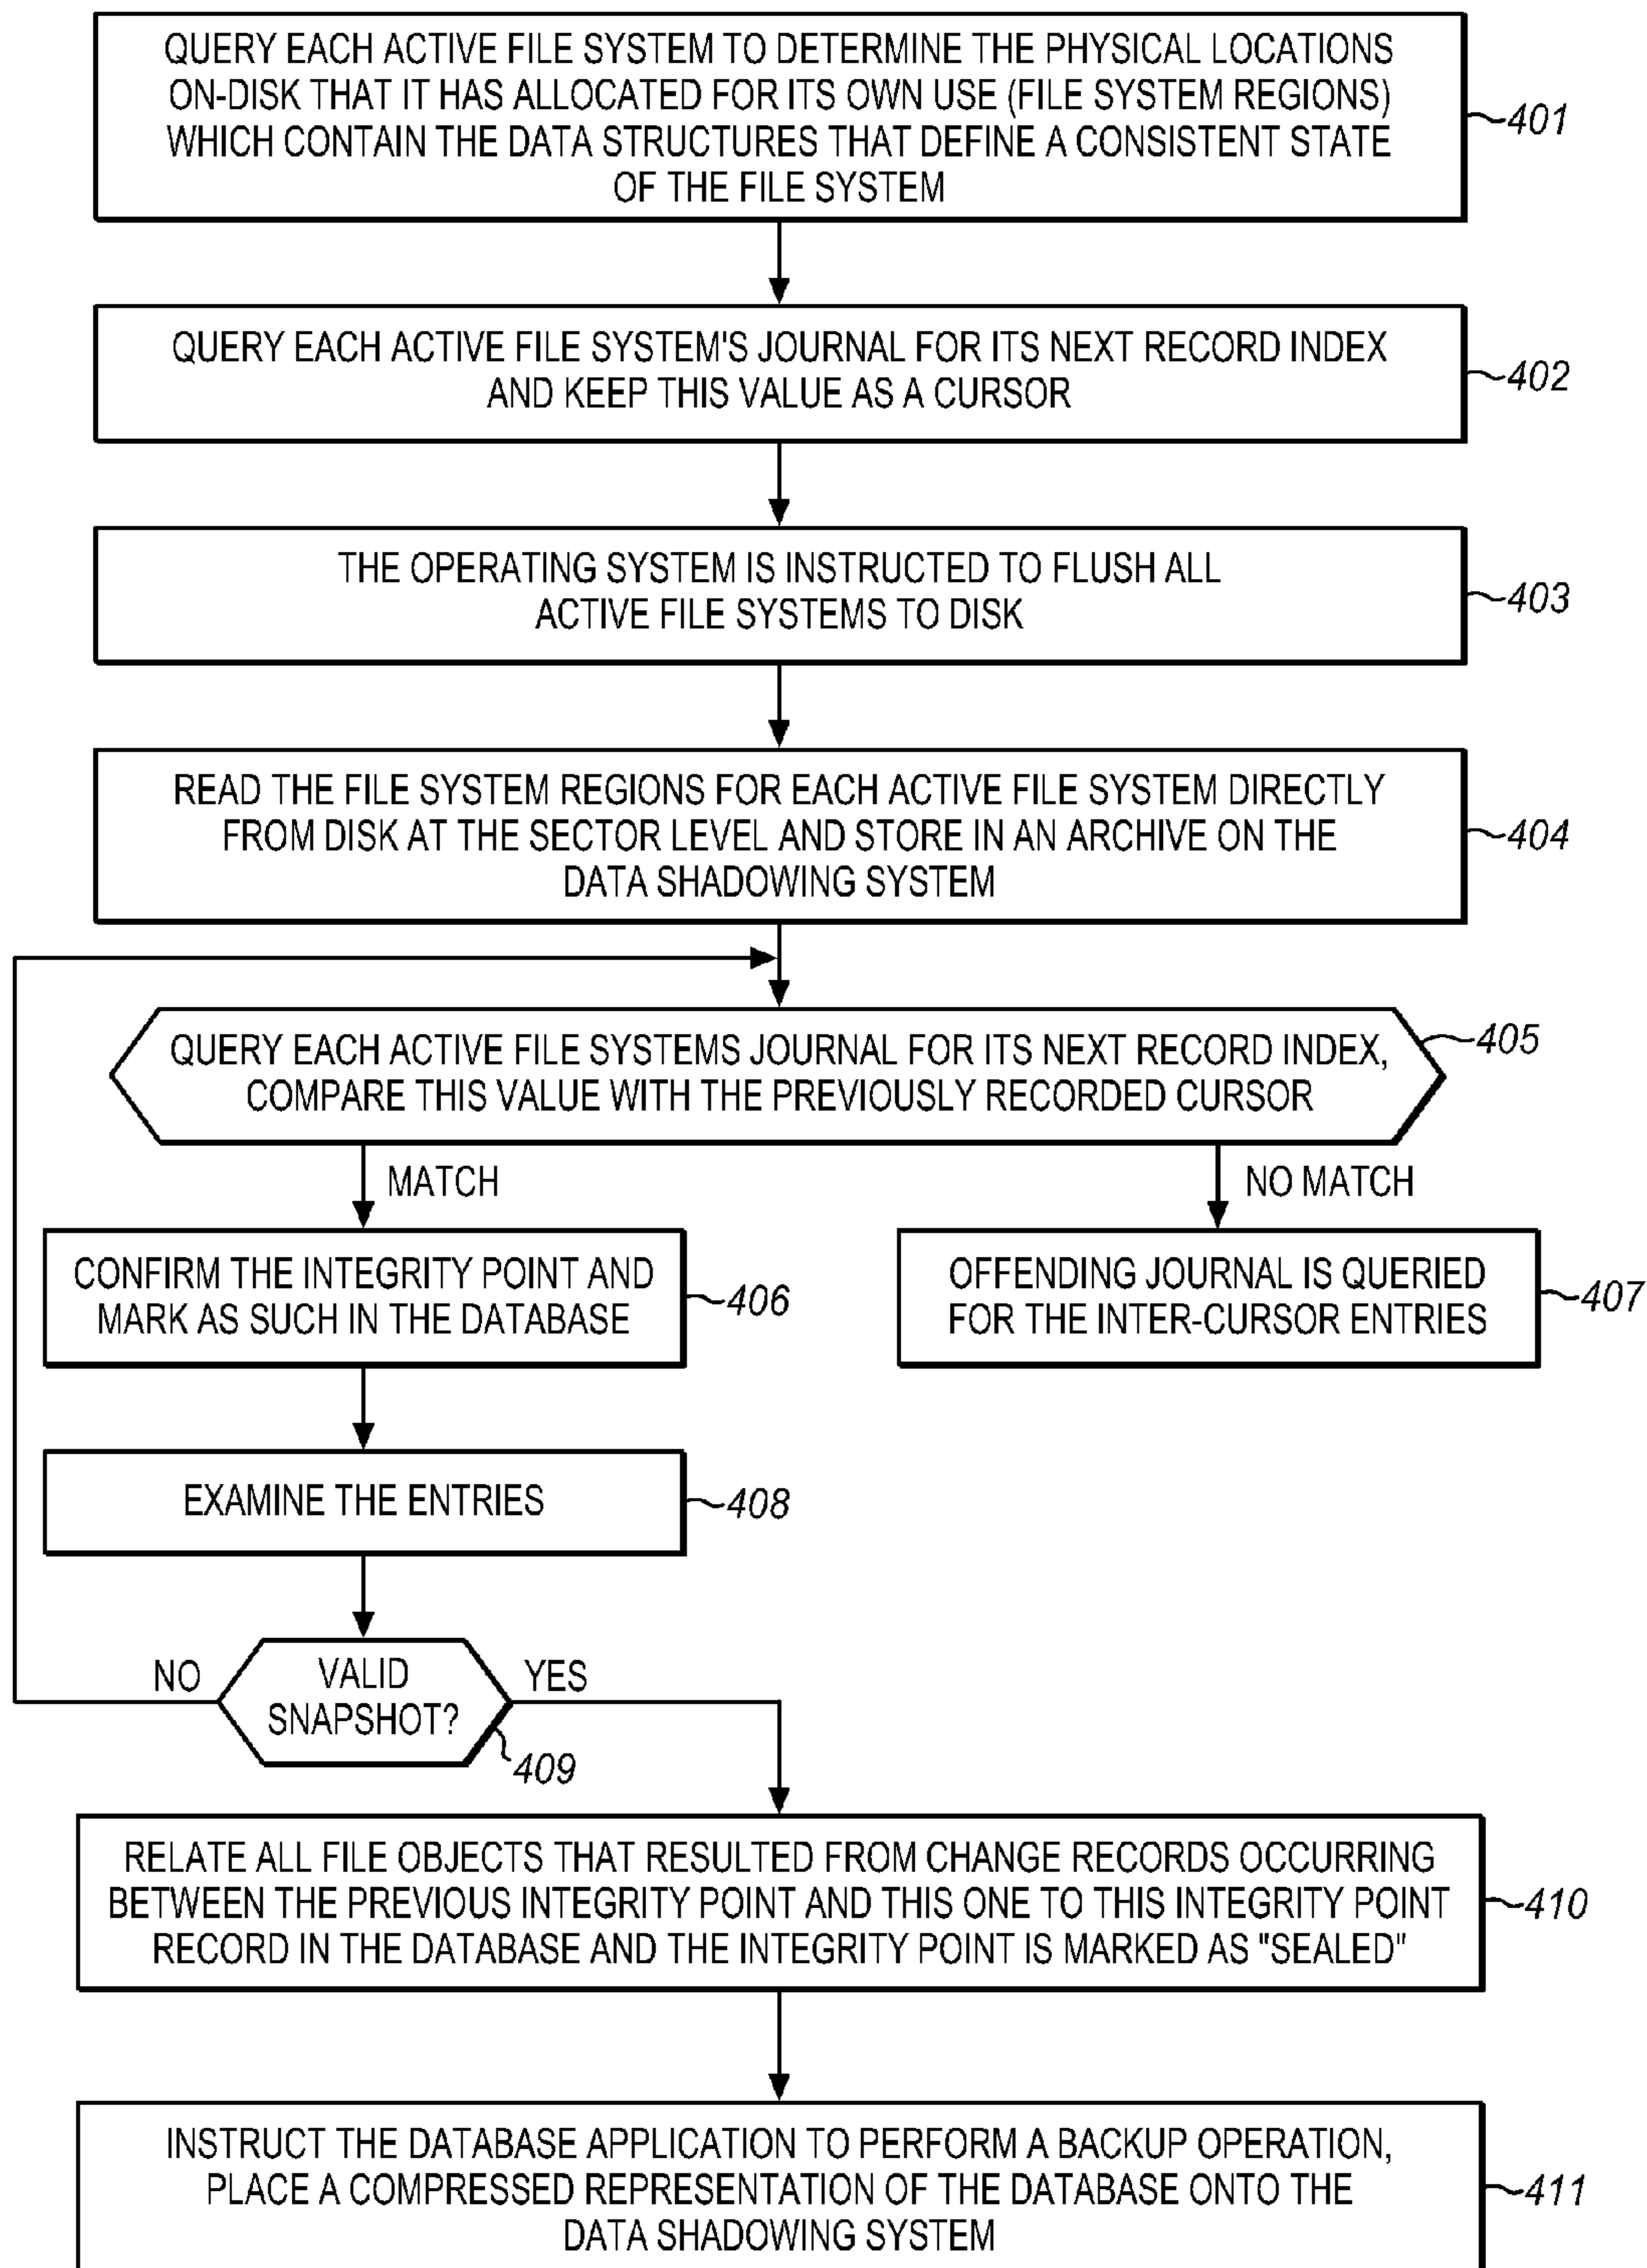 QUERY EACH ACTIVE FILE SYSTEM TO DETERMINE THE PHYSICAL LOCATIONS
ON-DISK THAT IT HAS ALLOCATED FOR ITS OWN USE (FILE SYSTEM REGIONS)
WHICH CONTAIN THE DATA STRUCTURES THAT DEFINE A CONSISTENT STATE
OF THE FILE SYSTEM
401
QUERY EACH ACTIVE FILE SYSTEM'S JOURNAL FOR ITS NEXT RECORD INDEX
AND KEEP THIS VALUE AS A CURSOR
402
THE OPERATING SYSTEM IS INSTRUCTED TO FLUSH ALL
ACTIVE FILE SYSTEMS TO DISK
403
READ THE FILE SYSTEM REGIONS FOR EACH ACTIVE FILE SYSTEM DIRECTLY
FROM DISK AT THE SECTOR LEVEL AND STORE IN AN ARCHIVE ON THE
DATA SHADOWING SYSTEM
404
QUERY EACH ACTIVE FILE SYSTEMS JOURNAL FOR ITS NEXT RECORD INDEX,
COMPARE THIS VALUE WITH THE PREVIOUSLY RECORDED CURSOR
405
MATCH
NO MATCH
CONFIRM THE INTEGRITY POINT AND
MARK AS SUCH IN THE DATABASE
406
OFFENDING JOURNAL IS QUERIED
FOR THE INTER-CURSOR ENTRIES
407
EXAMINE THE ENTRIES
408
NO
VALID
SNAPSHOT?
YES
409
RELATE ALL FILE OBJECTS THAT RESULTED FROM CHANGE RECORDS OCCURRING
BETWEEN THE PREVIOUS INTEGRITY POINT AND THIS ONE TO THIS INTEGRITY POINT
RECORD IN THE DATABASE AND THE INTEGRITY POINT IS MARKED AS "SEALED"
410
INSTRUCT THE DATABASE APPLICATION TO PERFORM A BACKUP OPERATION,
PLACE A COMPRESSED REPRESENTATION OF THE DATABASE ONTO THE
DATA SHADOWING SYSTEM
411